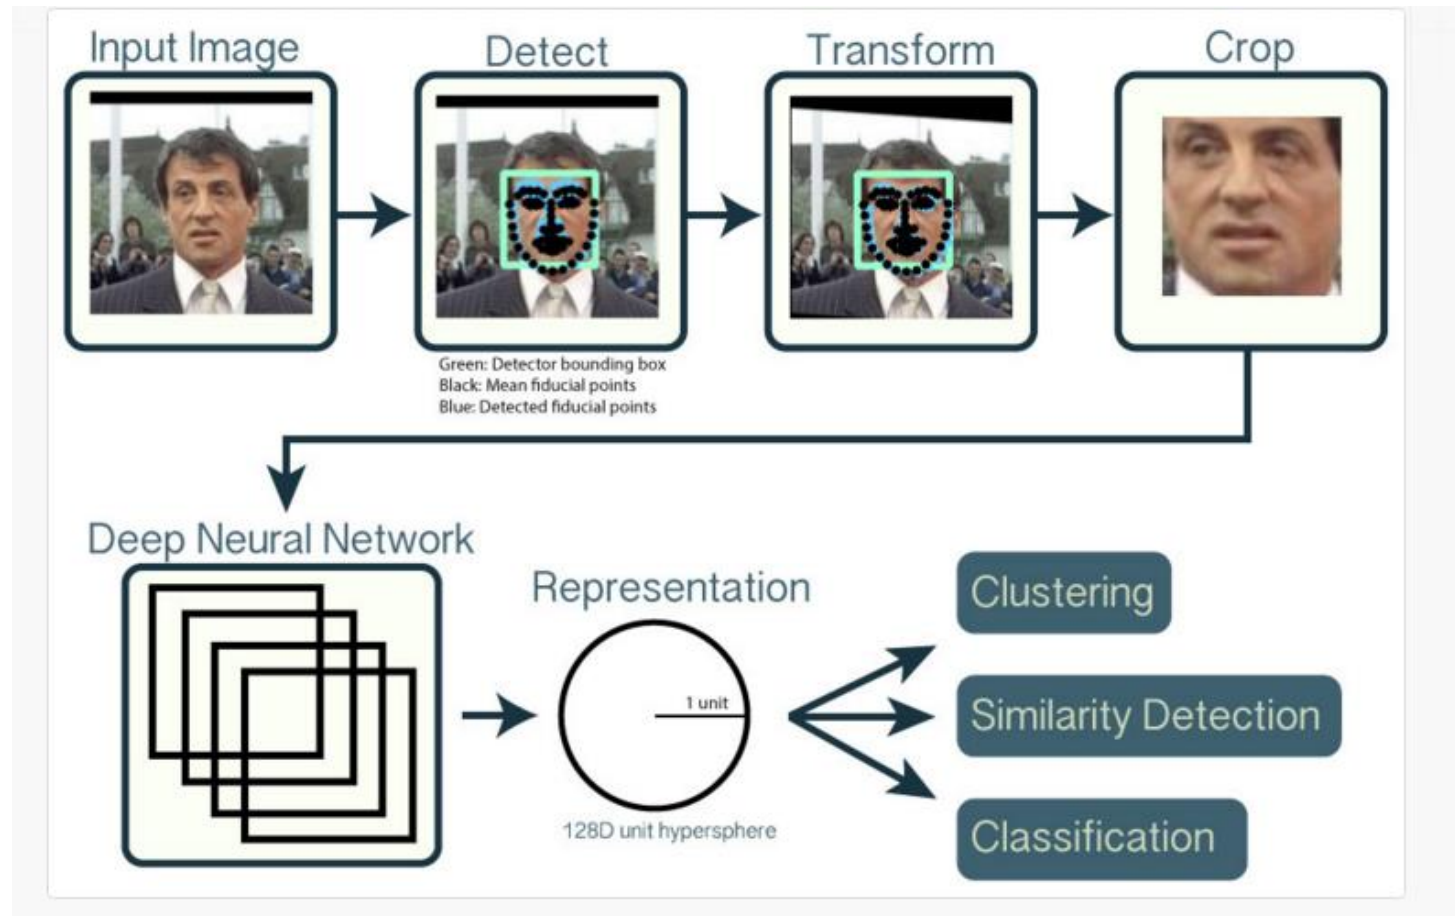 Input Image
Detect
Transform
Crop
Green: Detector bounding box
Black: Mean fiducial points
Blue: Detected fiducial points
Deep Neural Network
Representation
1 unit
128D unit hypersphere
Clustering
Similarity Detection
Classification